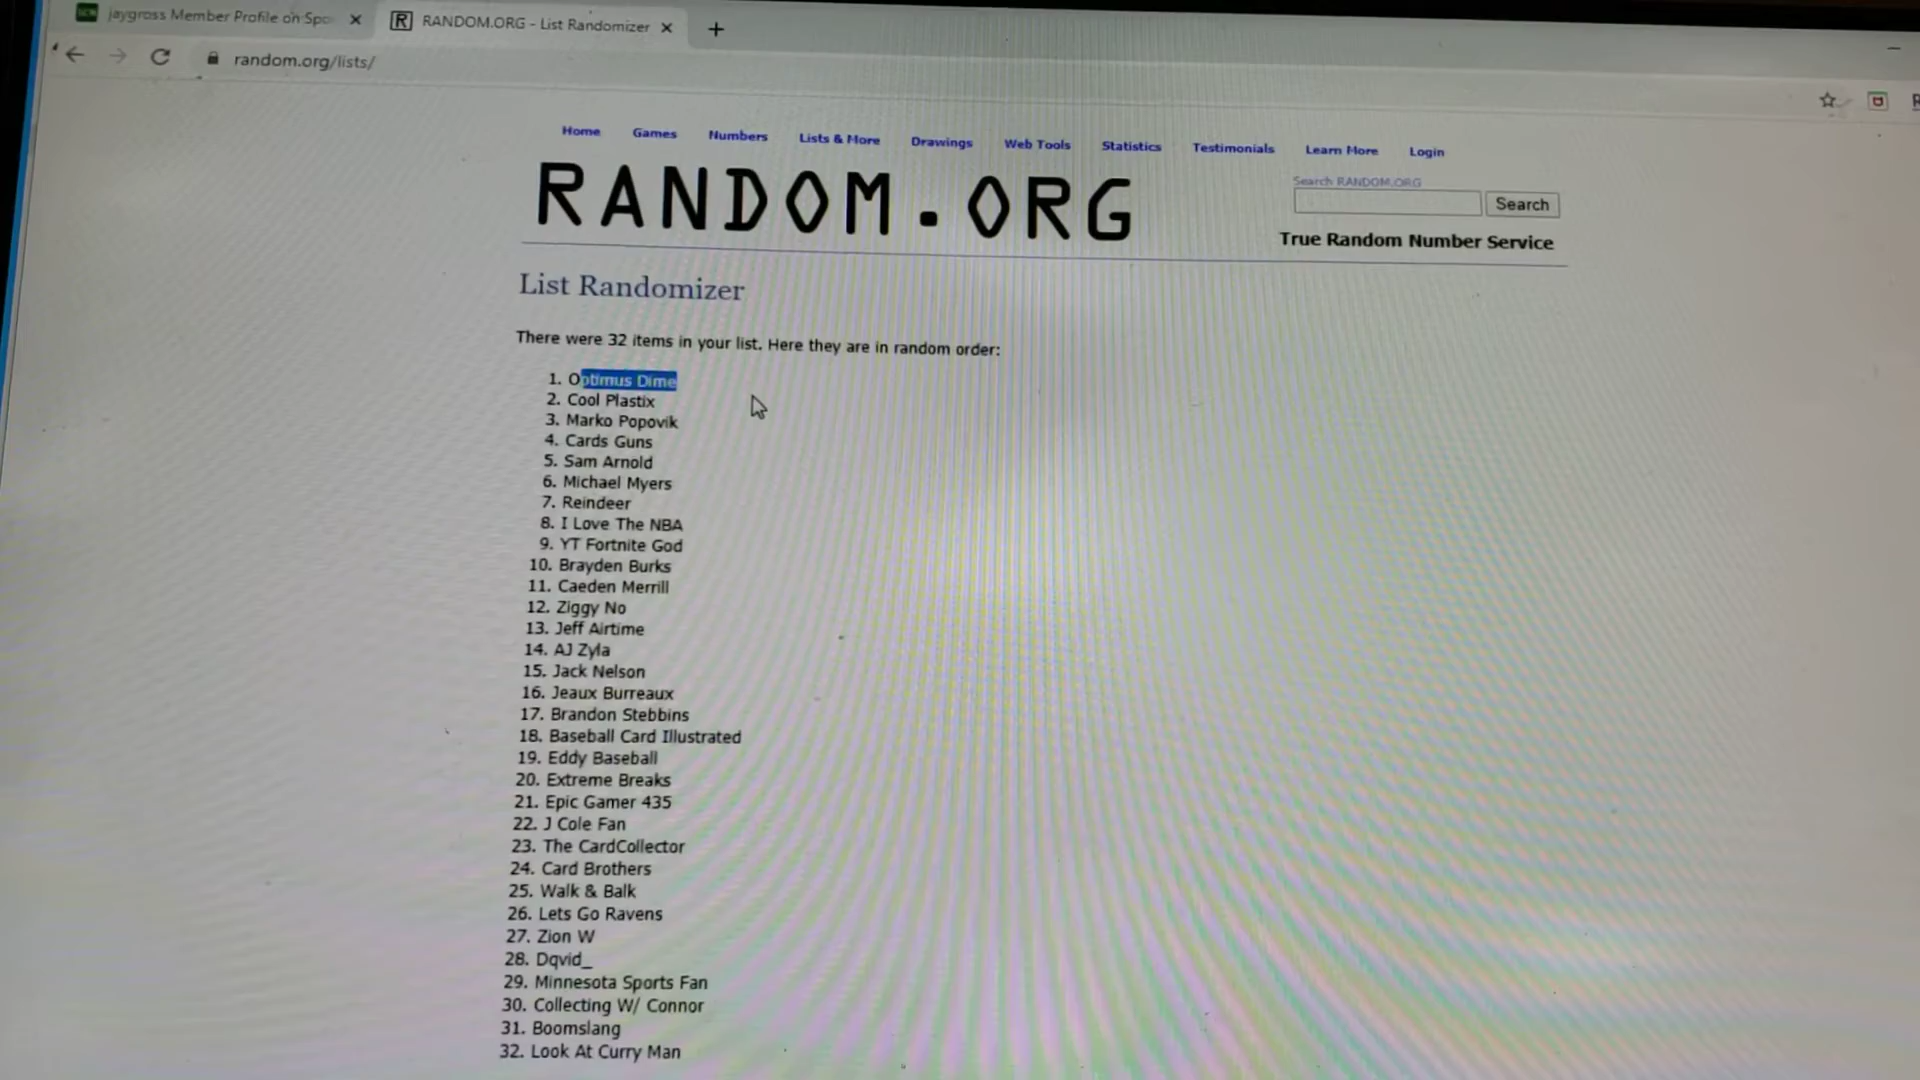 jaygross Member Profile on Spo
RANDOM.ORG - List Randomizer
random.org/lists/
Home Games Numbers Lists & More Drawings Web Tools Statistics Testimonials Learn More Login
RANDOM.ORG
Search RANDOM.ORG
Search
True Random Number Service
List Randomizer
There were 32 items in your list. Here they are in random order:
1. Optimus Dime
2. Cool Plastix
3. Marko Popovik
4. Cards Guns
5. Sam Arnold
6. Michael Myers
7. Reindeer
8. I Love The NBA
9. YT Fortnite God
10. Brayden Burks
11. Caeden Merrill
12. Ziggy No
13. Jeff Airtime
14. AJ Zyla
15. Jack Nelson
16. Jeaux Burreaux
17. Brandon Stebbins
18. Baseball Card Illustrated
19. Eddy Baseball
20. Extreme Breaks
21. Epic Gamer 435
22. J Cole Fan
23. The CardCollector
24. Card Brothers
25. Walk & Balk
26. Lets Go Ravens
27. Zion W
28. Dqvid_
29. Minnesota Sports Fan
30. Collecting W/ Connor
31. Boomslang
32. Look At Curry Man